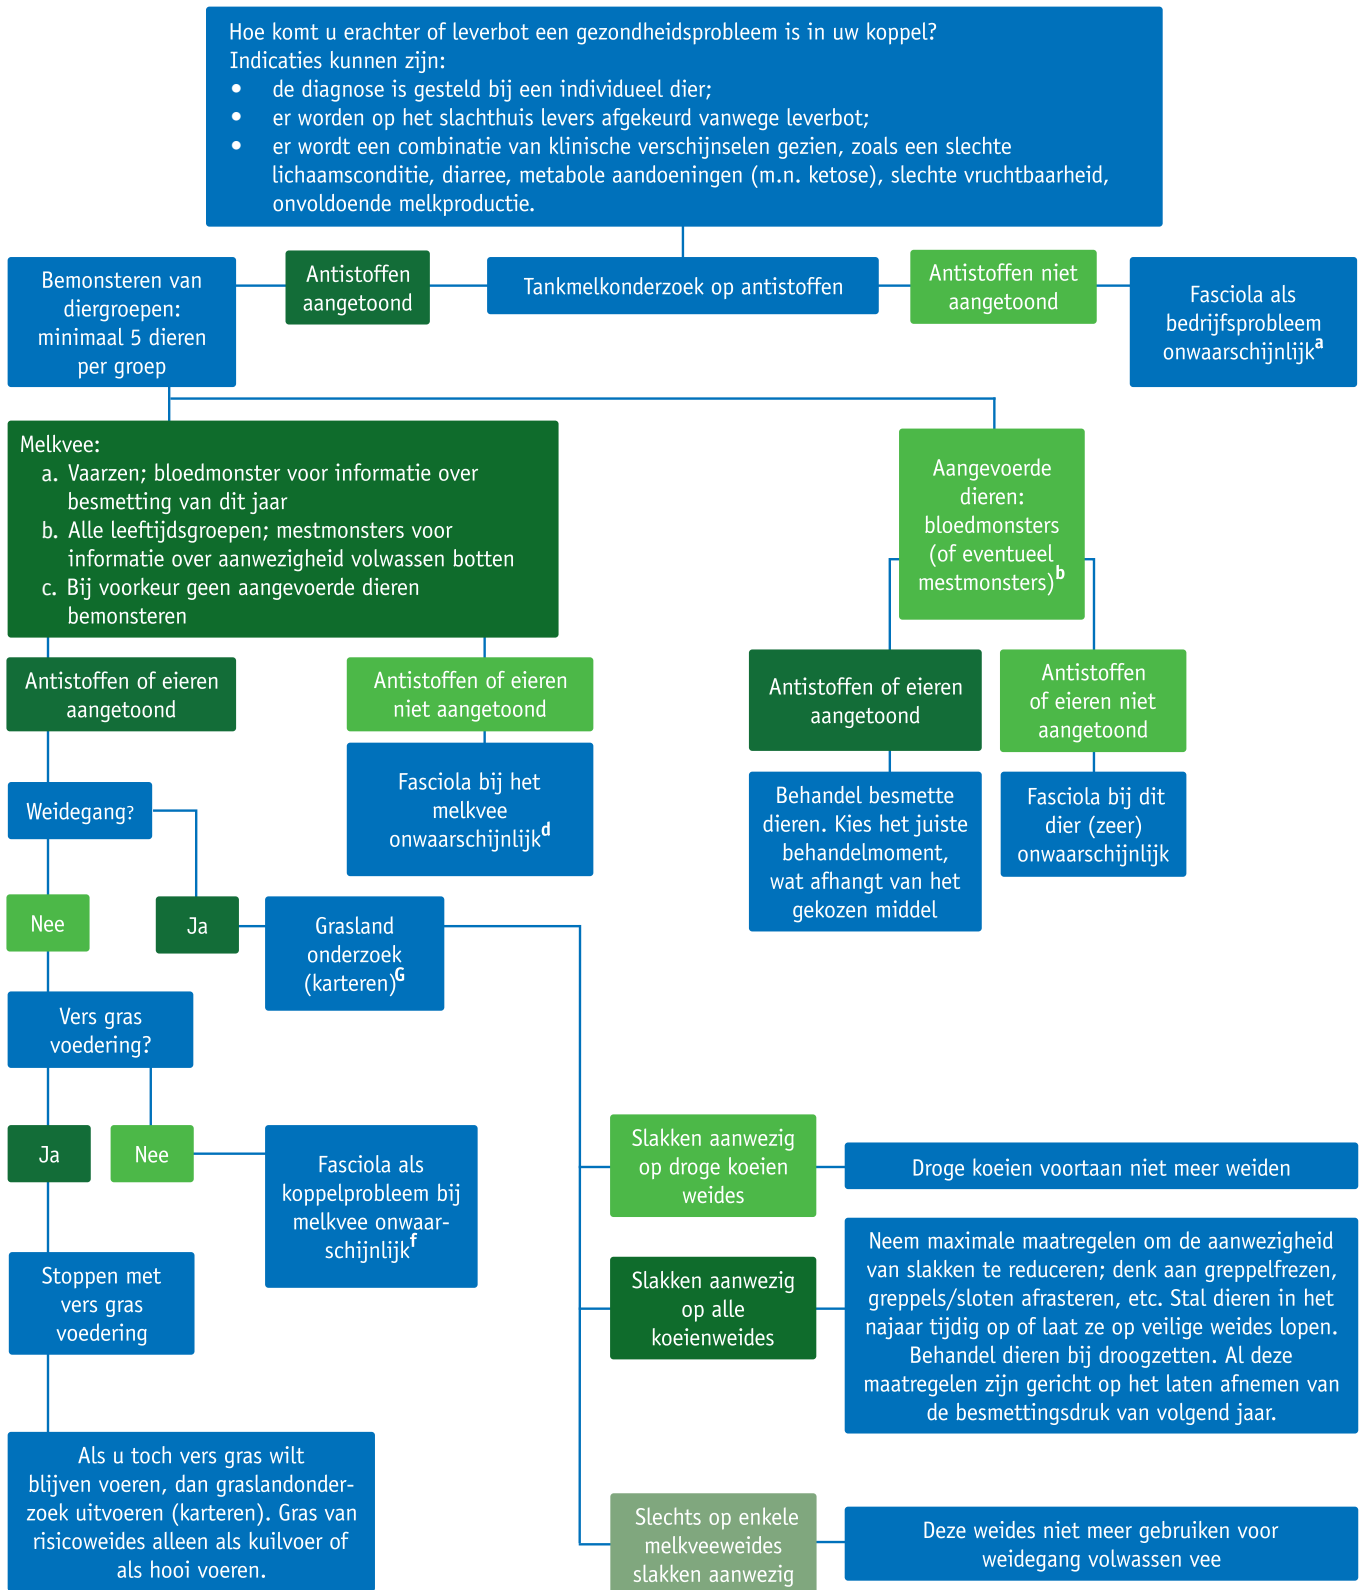 Hoe komt u erachter of leverbot een gezondheidsprobleem is in uw koppel?
Indicaties kunnen zijn:
• de diagnose is gesteld bij een individueel dier;
• er worden op het slachthuis levers afgekeurd vanwege leverbot;
• er wordt een combinatie van klinische verschijnselen gezien, zoals een slechte
lichaamsconditie, diarree, metabole aandoeningen (m.n. ketose), slechte vruchtbaarheid,
onvoldoende melkproductie.
Bemonsteren van
diergroepen:
minimaal 5 dieren
per groep
Antistoffen
aangetoond
Tankmelkonderzoek op antistoffen
Antistoffen niet
aangetoond
Fasciola als
bedrijfsprobleem
onwaarschijnlijk a
Melkvee:
a. Vaarzen; bloedmonster voor informatie over
besmetting van dit jaar
b. Alle leeftijdsgroepen; mestmonsters voor
informatie over aanwezigheid volwassen botten
c. Bij voorkeur geen aangevoerde dieren
bemonsteren
Aangevoerde
dieren:
bloedmonsters
(of eventueel
mestmonsters) b
Antistoffen of eieren
aangetoond
Antistoffen of eieren
niet aangetoond
Antistoffen of eieren
aangetoond
Antistoffen
of eieren niet
aangetoond
Weidegang?
Fasciola bij het
melkvee
onwaarschijnlijk d
Behandel besmette
dieren. Kies het juiste
behandelmoment,
wat afhangt van het
gekozen middel
Fasciola bij dit
dier (zeer)
onwaarschijnlijk
Nee
Ja
Grasland
onderzoek
(karteren) G
Vers gras
voedering?
Ja
Nee
Fasciola als
koppelprobleem bij
melkvee onwaar-
schijnlijk f
Slakken aanwezig
op droge koeien
weides
Droge koeien voortaan niet meer weiden
Stoppen met
vers gras
voedering
Slakken aanwezig
op alle
koeienweides
Neem maximale maatregelen om de aanwezigheid
van slakken te reduceren; denk aan greppelfrezen,
greppels/sloten afrasteren, etc. Stal dieren in het
najaar tijdig op of laat ze op veilige weides lopen.
Behandel dieren bij droogzetten. Al deze
maatregelen zijn gericht op het laten afnemen van
de besmettingsdruk van volgend jaar.
Als u toch vers gras wilt
blijven voeren, dan graslandonder-
zoek uitvoeren (karteren). Gras van
risicoweides alleen als kuilvoer of
als hooi voeren.
Slechts op enkele
melkveeweides
slakken aanwezig
Deze weides niet meer gebruiken voor
weidegang volwassen vee